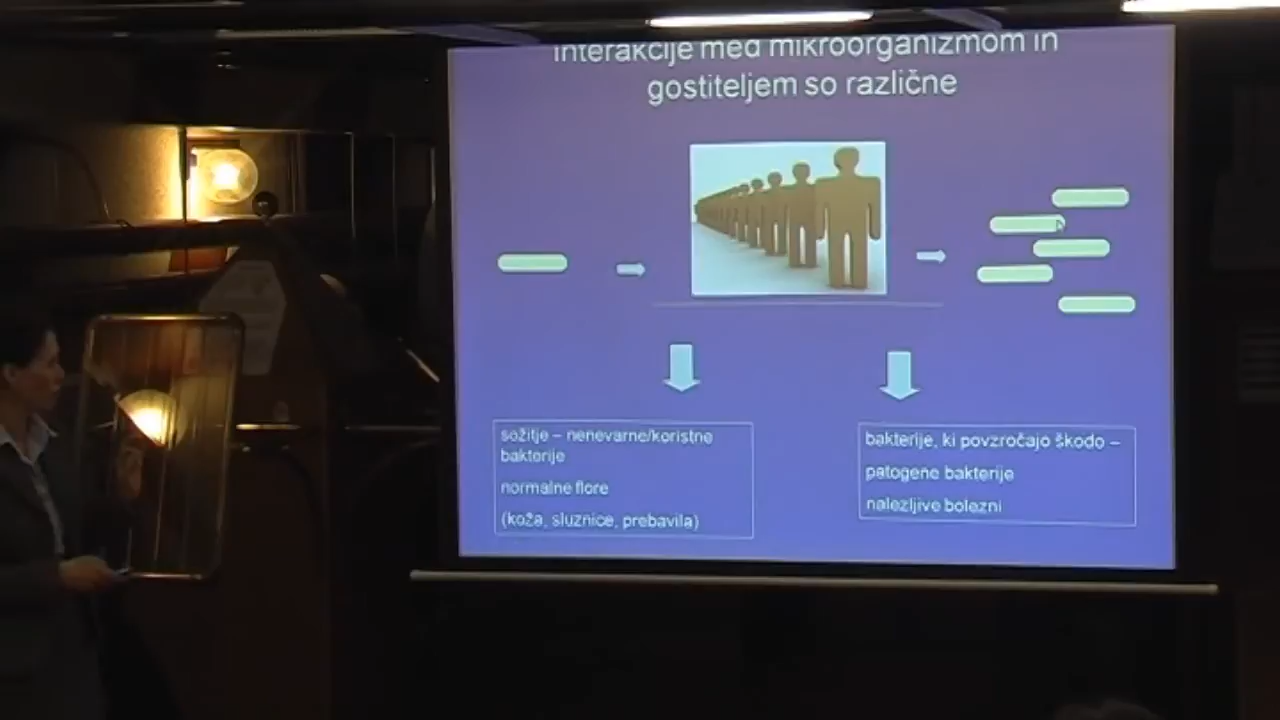 Interakcije med mikroorganizmom in
gostiteljem so različne
sožitje – nenevarne/koristne
bakterije
normalne flore
(koža, sluznice, prebavila)
bakterije, ki povzročajo škodo –
patogene bakterije
nalezljive bolezni